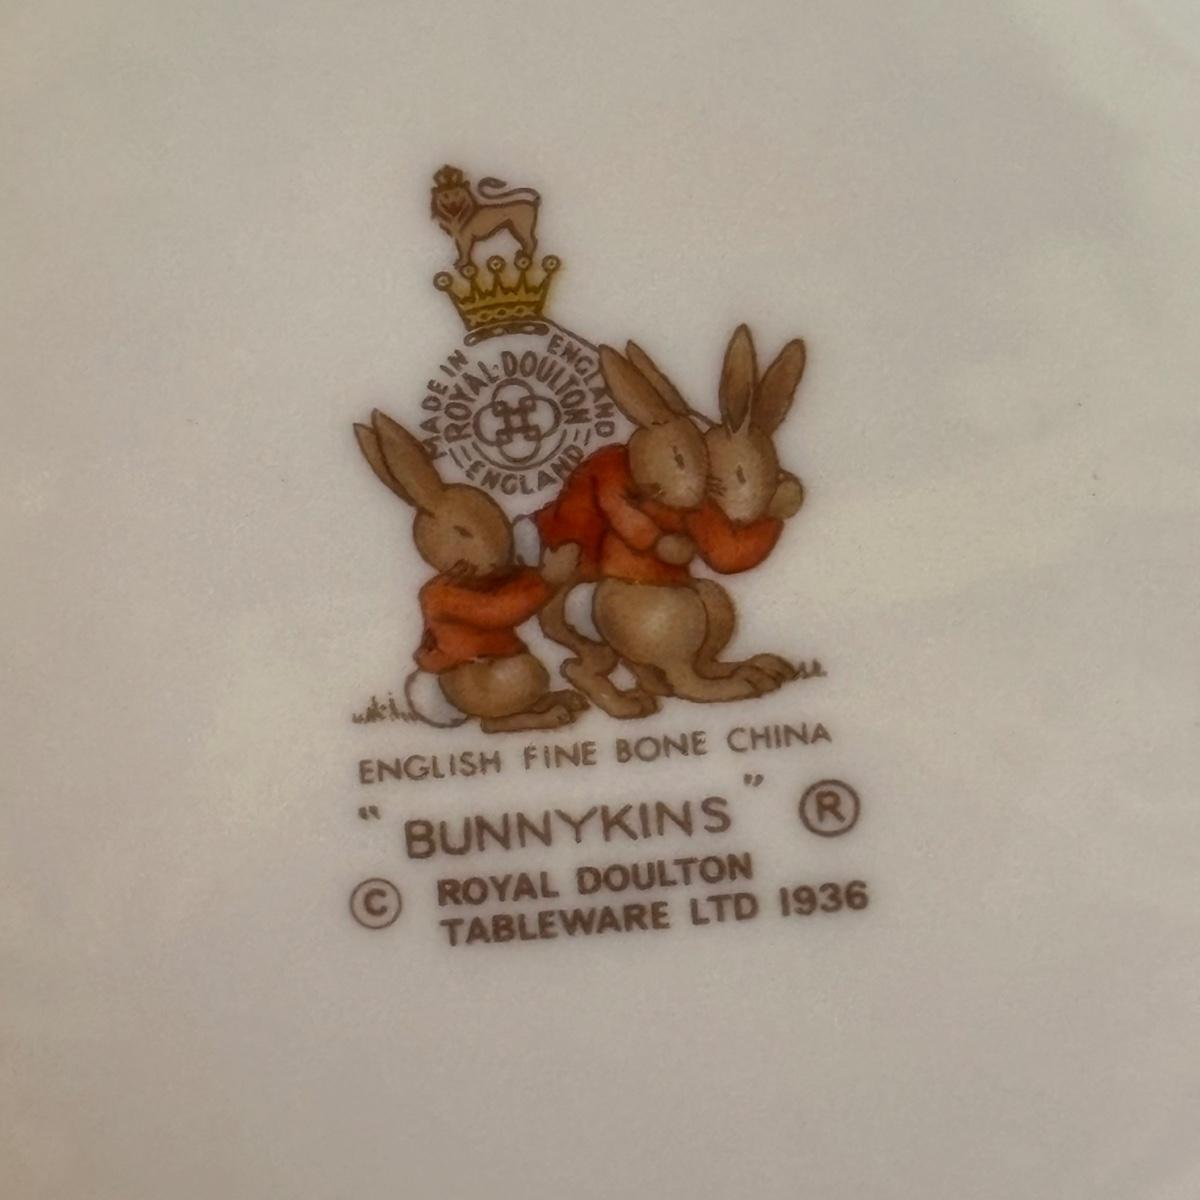 MADE IN ENGLAND
ROYAL·DOULTON
ENGLAND
ENGLISH FINE BONE CHINA
"BUNNYKINS" ®
© ROYAL DOULTON
TABLEWARE LTD 1936